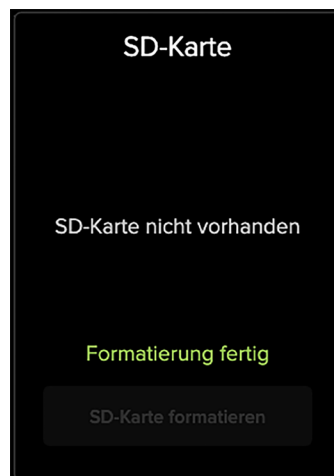 SD-Karte
SD-Karte nicht vorhanden
Formatierung fertig
SD-Karte formatieren